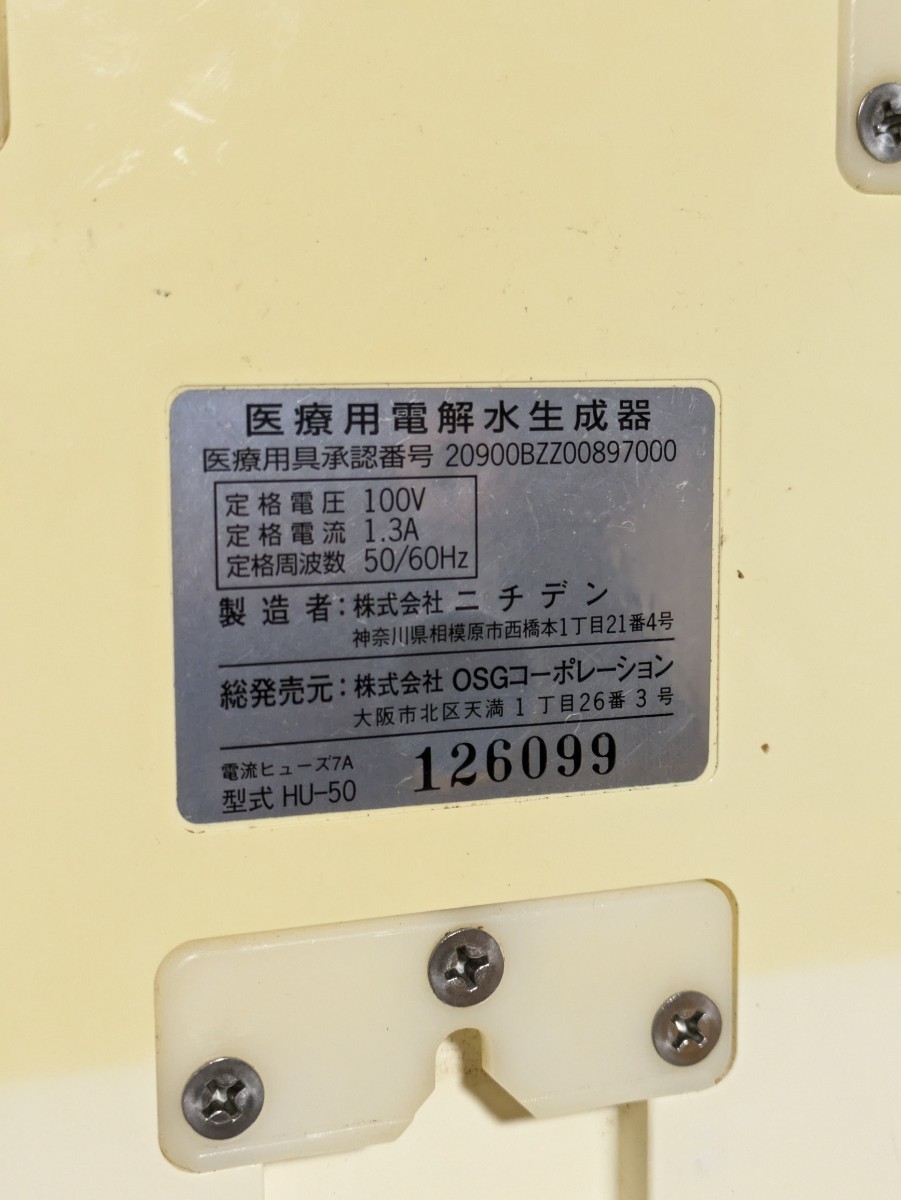 医療用電解水生成器
医療用具承認番号 20900BZZ00897000
定格電圧 100V
定格電流 1.3A
定格周波数 50/60Hz
製造者：株式会社 ニチデン
神奈川県相模原市西橋本1丁目21番4号
総発売元：株式会社 OSGコーポレーション
大阪市北区天満 1 丁目26番 3 号
電流ヒューズ7A
型式 HU-50 126099